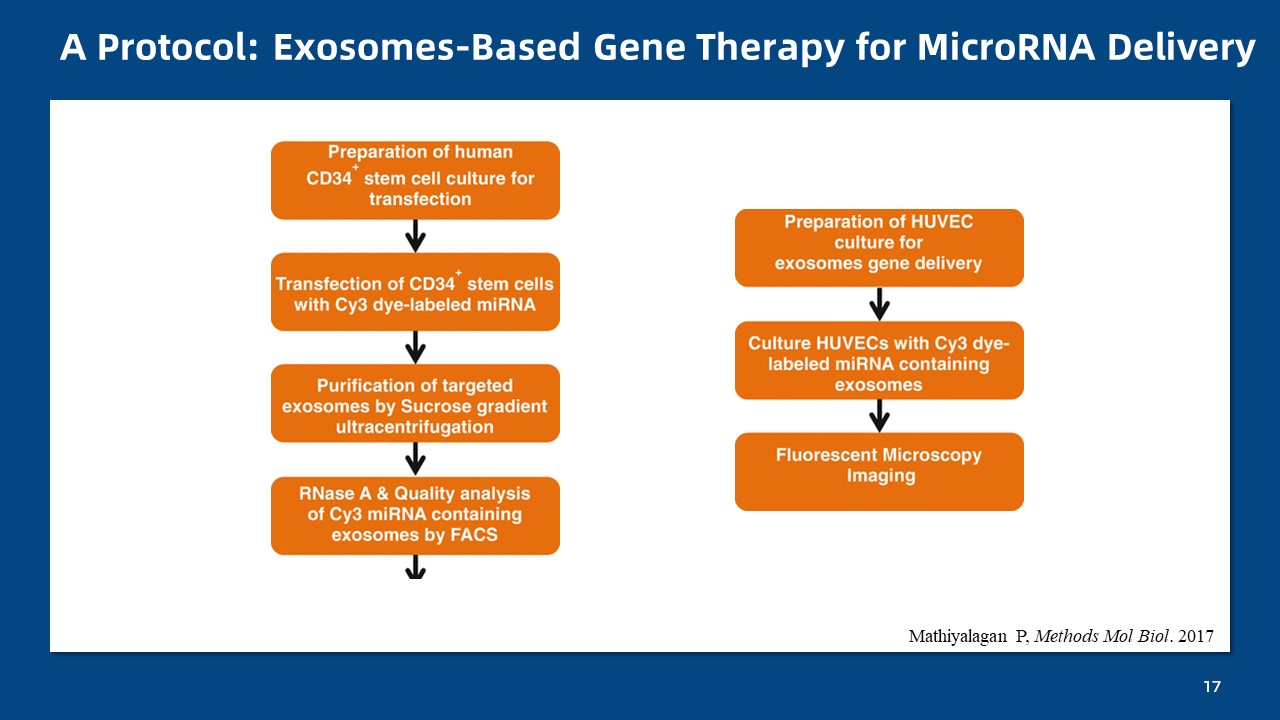 A Protocol: Exosomes-Based Gene Therapy for MicroRNA Delivery
Preparation of human
CD34+ stem cell culture for
transfection
Transfection of CD34+ stem cells
with Cy3 dye-labeled miRNA
Purification of targeted
exosomes by Sucrose gradient
ultracentrifugation
RNase A & Quality analysis
of Cy3 miRNA containing
exosomes by FACS
Preparation of HUVEC
culture for
exosomes gene delivery
Culture HUVECs with Cy3 dye-
labeled miRNA containing
exosomes
Fluorescent Microscopy
Imaging
Mathiyalagan P, Methods Mol Biol. 2017
17